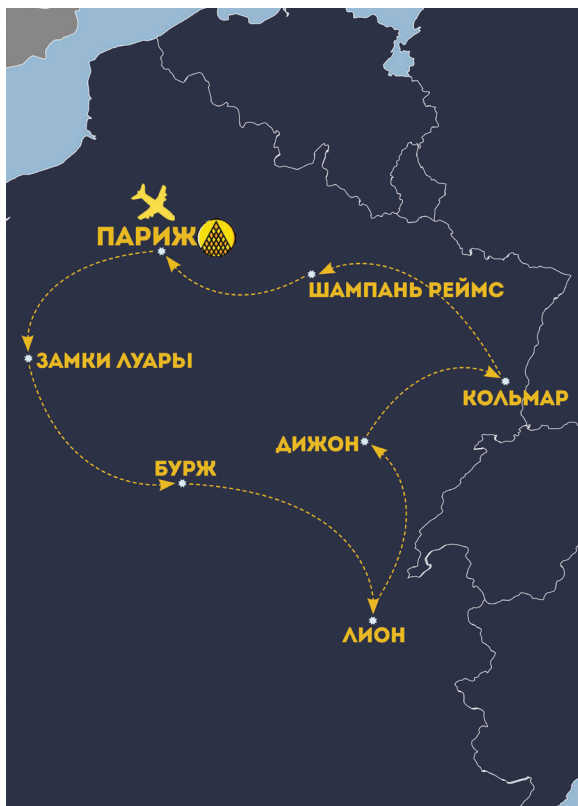 ПАРИЖ
ШАМПАНЬ РЕЙМС
ЗАМКИ ЛУАРЫ
КОЛЬМАР
ДИЖОН
БУРЖ
ЛИОН